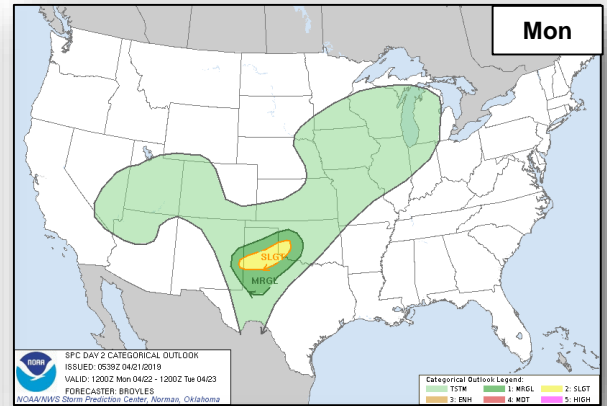 Mon
SLGT
MRGL
NOAA
SPC DAY 2 CATEGORICAL OUTLOOK
ISSUED: 0539Z 04/21/2019
VALID: 1200Z Mon 04/22 - 1200Z Tue 04/23
FORECASTER: BROYLES
NOAA/NWS Storm Prediction Center, Norman, Oklahoma
Categorical Outlook Legend:
TSTM 1: MRGL 2: SLGT
3: ENH 4: MDT 5: HIGH